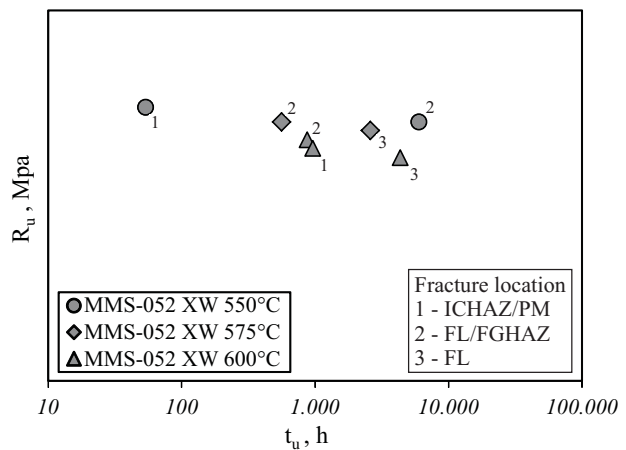 R_u , Mpa
1
2
2
1
3
2
3
MMS-052 XW 550°C
MMS-052 XW 575°C
MMS-052 XW 600°C
Fracture location
1 - ICHAZ/PM
2 - FL/FGHAZ
3 - FL
10 100 1.000 10.000 100.000
t_u , h